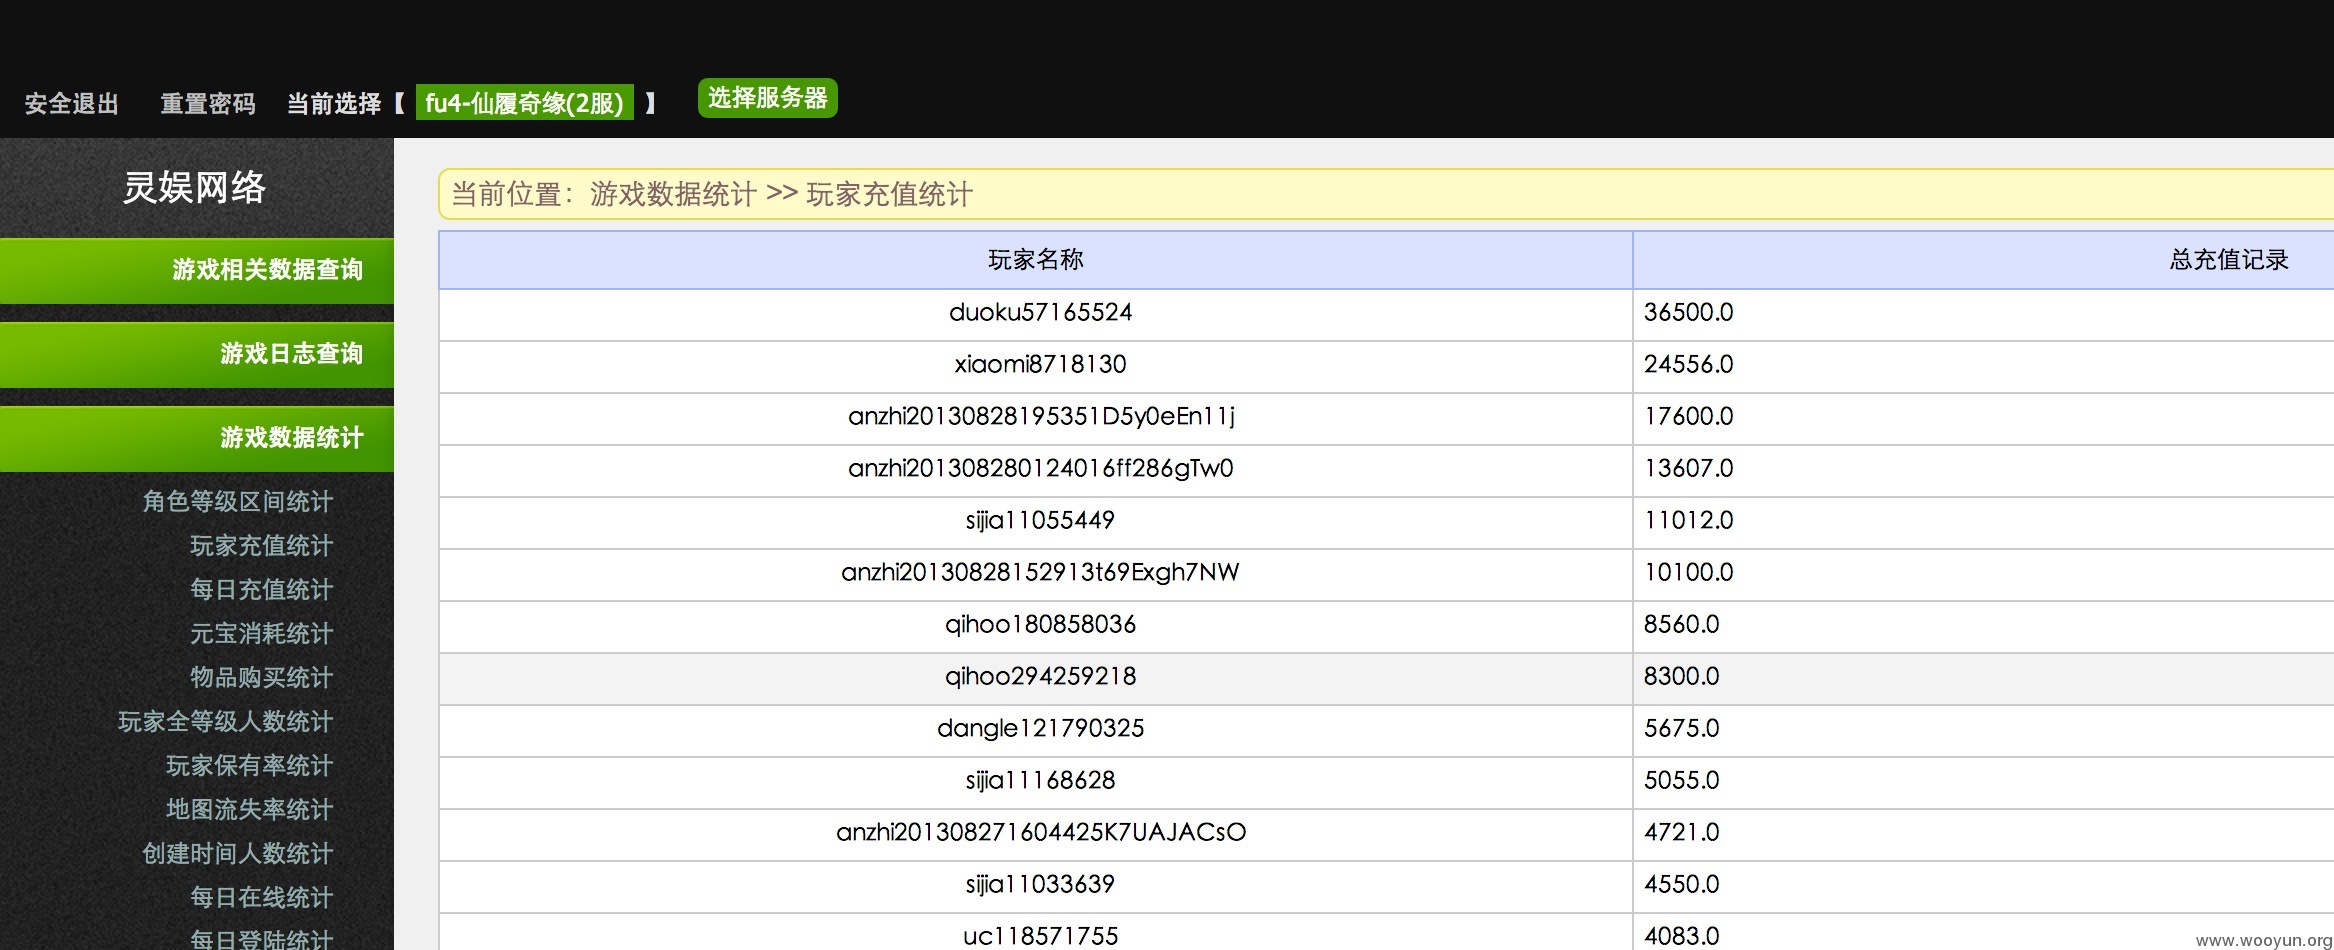 安全退出 重置密码 当前选择【 fu4-仙履奇缘(2服) 】 选择服务器
灵娱网络
游戏相关数据查询
游戏日志查询
游戏数据统计
角色等级区间统计
玩家充值统计
每日充值统计
元宝消耗统计
物品购买统计
玩家全等级人数统计
玩家保有率统计
地图流失率统计
创建时间人数统计
每日在线统计
每日登陆统计
当前位置：游戏数据统计 >> 玩家充值统计
玩家名称 总充值记录
duoku57165524 36500.0
xiaomi8718130 24556.0
anzhi20130828195351D5y0eEn11j 17600.0
anzhi201308280124016ff286gTw0 13607.0
sijia11055449 11012.0
anzhi20130828152913t69Exgh7NW 10100.0
qihoo180858036 8560.0
qihoo294259218 8300.0
dangle121790325 5675.0
sijia11168628 5055.0
anzhi201308271604425K7UAJACsO 4721.0
sijia11033639 4550.0
uc118571755 4083.0
www.wooyun.org